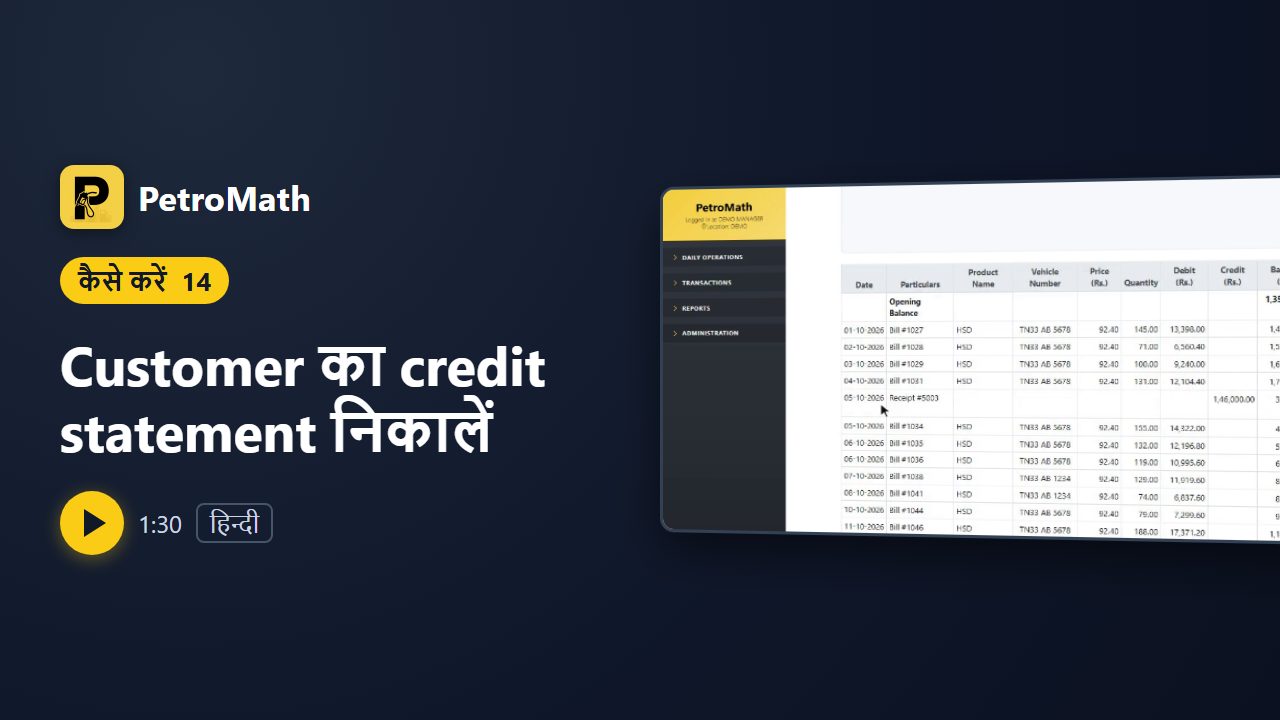 PetroMath
कैसे करें 14
Customer का credit
statement निकालें
1:30 हिन्दी
PetroMath
Logged in as DEMO MANAGER
Location: DEMO
DAILY OPERATIONS
TRANSACTIONS
REPORTS
ADMINISTRATION
Date Particulars Product Name Vehicle Number Price (Rs.) Quantity Debit (Rs.) Credit (Rs.)
Opening Balance
01-10-2026 Bill #1027 HSD TN33 AB 5678 92.40 145.00 13,398.00
02-10-2026 Bill #1028 HSD TN33 AB 5678 92.40 71.00 6,560.40
03-10-2026 Bill #1029 HSD TN33 AB 5678 92.40 100.00 9,240.00
04-10-2026 Bill #1031 HSD TN33 AB 5678 92.40 131.00 12,104.40
05-10-2026 Receipt #5003 1,46,000.00
05-10-2026 Bill #1034 HSD TN33 AB 5678 92.40 155.00 14,322.00
06-10-2026 Bill #1035 HSD TN33 AB 5678 92.40 132.00 12,196.80
06-10-2026 Bill #1036 HSD TN33 AB 5678 92.40 119.00 10,995.60
07-10-2026 Bill #1038 HSD TN33 AB 1234 92.40 129.00 11,919.60
08-10-2026 Bill #1041 HSD TN33 AB 1234 92.40 74.00 6,837.60
10-10-2026 Bill #1044 HSD TN33 AB 5678 92.40 79.00 7,299.60
11-10-2026 Bill #1046 HSD TN33 AB 5678 92.40 188.00 17,371.20